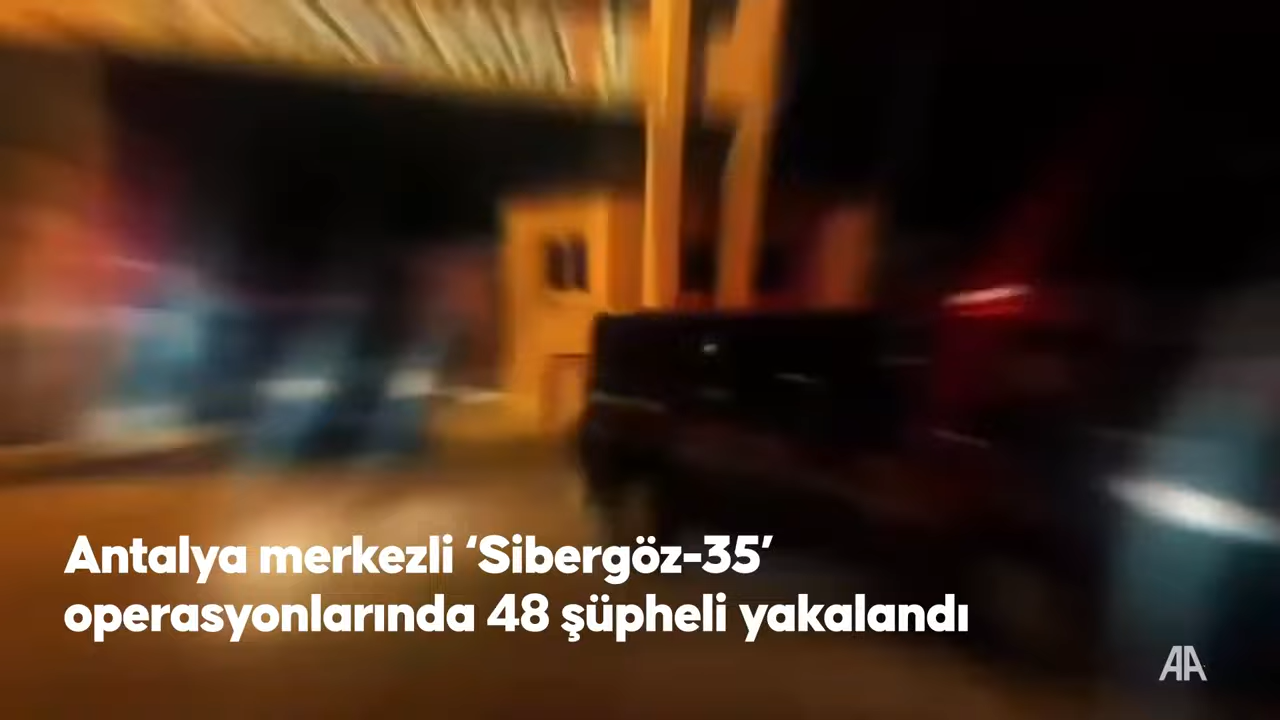 Antalya merkezli ‘Sibergöz-35’
operasyonlarında 48 şüpheli yakalandı
AA